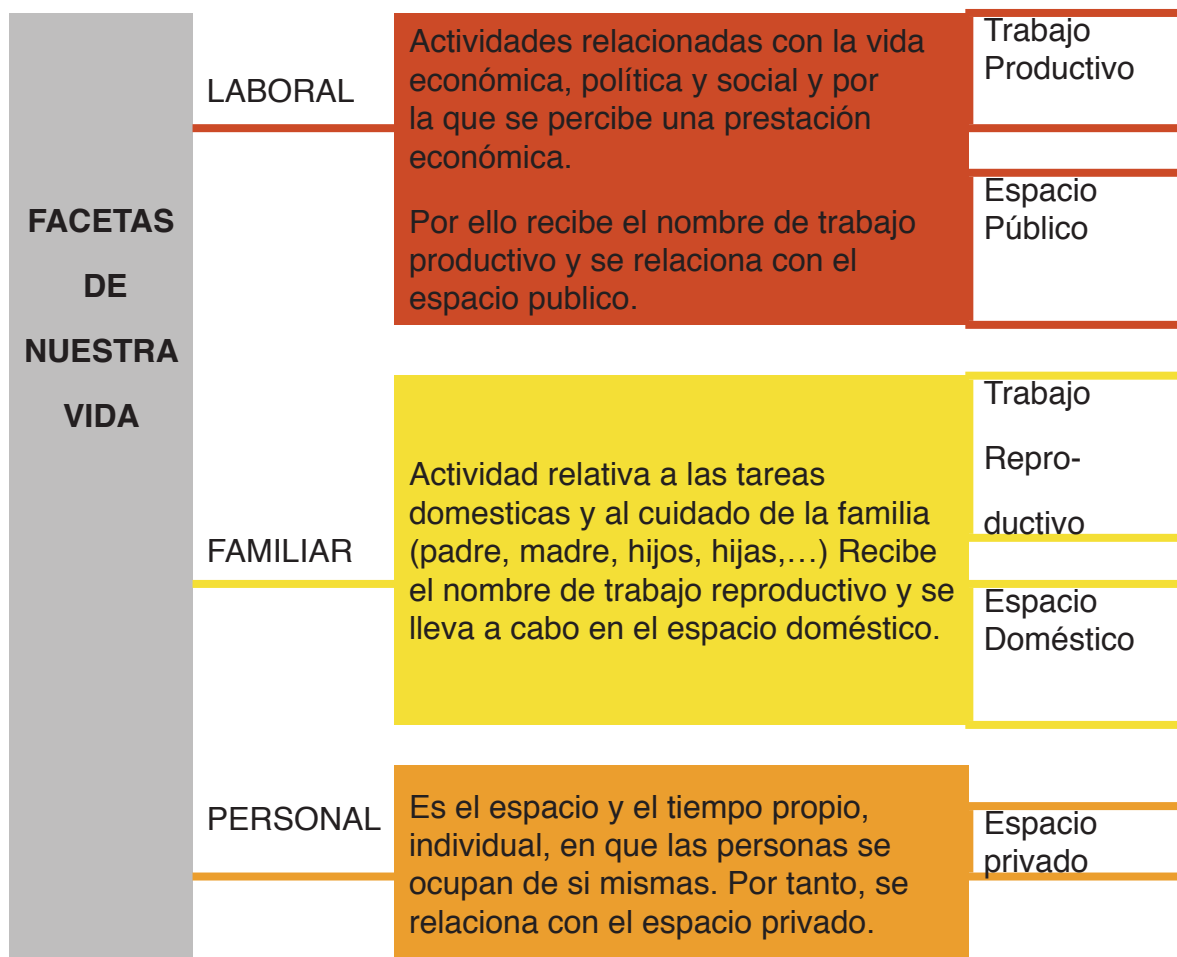 FACETAS
DE
NUESTRA
VIDA
LABORAL
Actividades relacionadas con la vida
económica, política y social y por
la que se percibe una prestación
económica.
Por ello recibe el nombre de trabajo
productivo y se relaciona con el
espacio publico.
Trabajo
Productivo
Espacio
Público
FAMILIAR
Actividad relativa a las tareas
domesticas y al cuidado de la familia
(padre, madre, hijos, hijas,…) Recibe
el nombre de trabajo reproductivo y se
lleva a cabo en el espacio doméstico.
Trabajo
Repro-
ductivo
Espacio
Doméstico
PERSONAL
Es el espacio y el tiempo propio,
individual, en que las personas se
ocupan de si mismas. Por tanto, se
relaciona con el espacio privado.
Espacio
privado